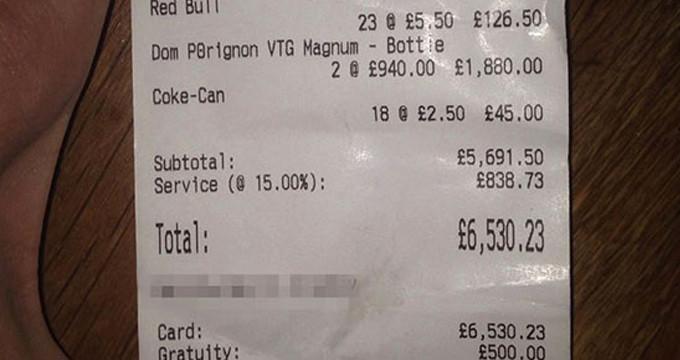 Red Bull
23 @ £5.50 £126.50
Dom P0rignon VTG Magnum - Bottle
2 @ £940.00 £1,880.00
Coke-Can
18 @ £2.50 £45.00
Subtotal: £5,691.50
Service (@ 15.00%): £838.73
Total: £6,530.23
Card: £6,530.23
Gratuity: £500.00